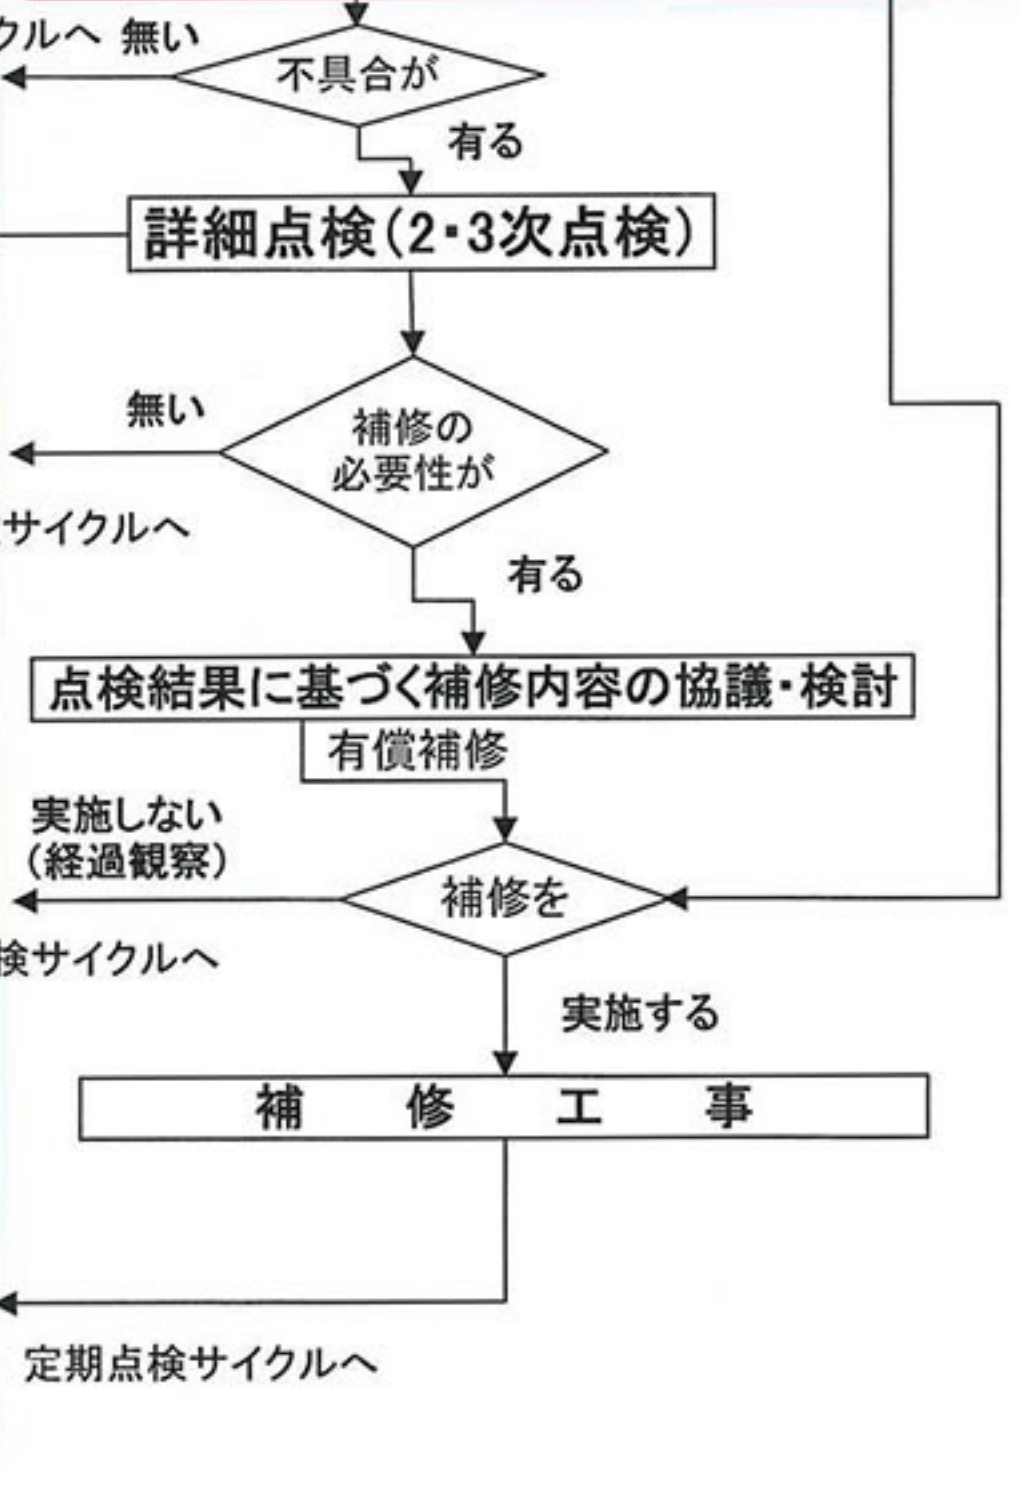 クルへ 無い
不具合が
有る
詳細点検(2・3次点検)
無い
補修の
必要性が
サイクルへ
有る
点検結果に基づく補修内容の協議・検討
有償補修
実施しない
(経過観察)
補修を
検サイクルへ
実施する
補 修 工 事
定期点検サイクルへ